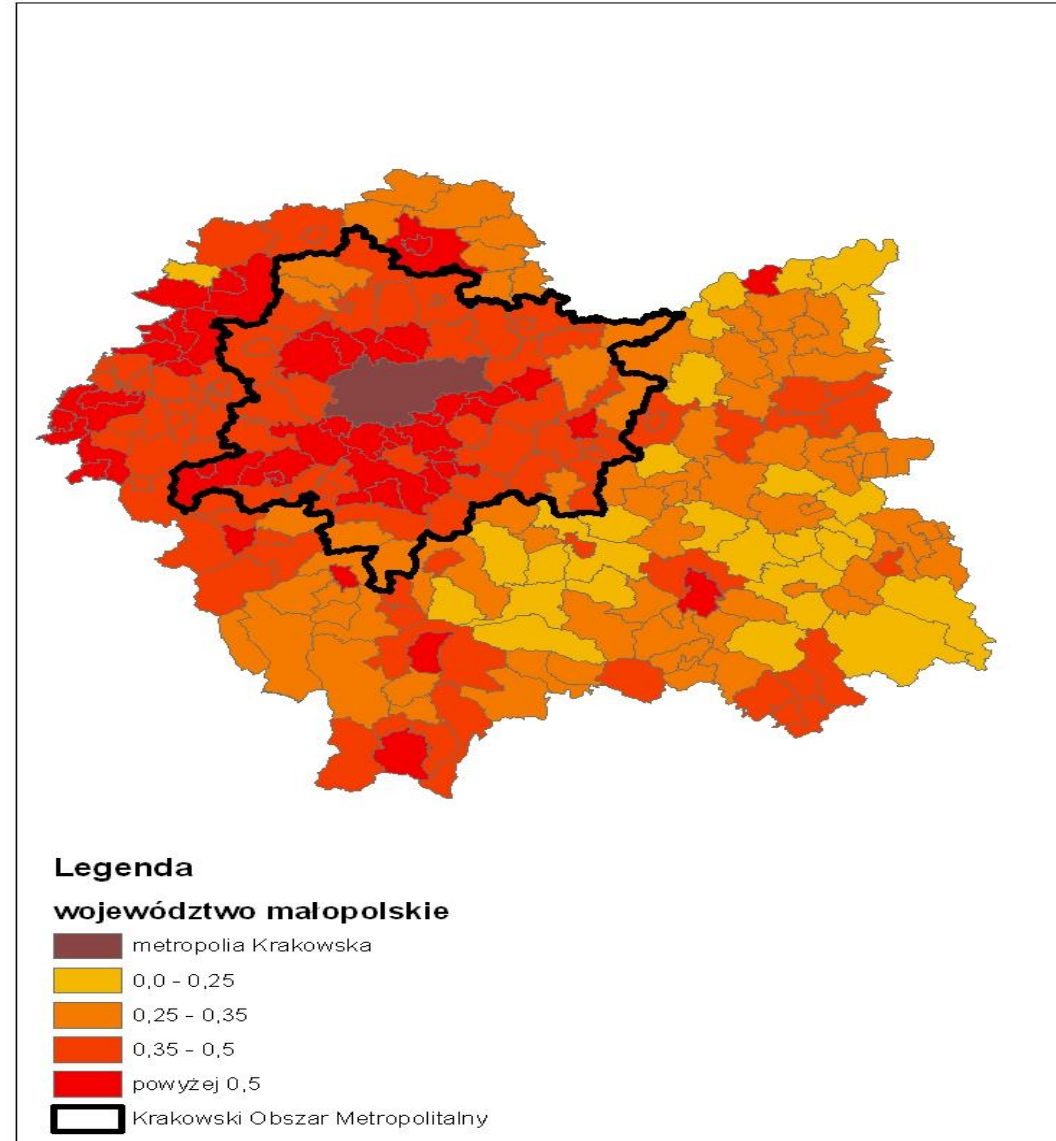 Legenda
województwo małopolskie
metropolia Krakowska
0,0 - 0,25
0,25 - 0,35
0,35 - 0,5
powyżej 0,5
Krakowski Obszar Metropolitalny